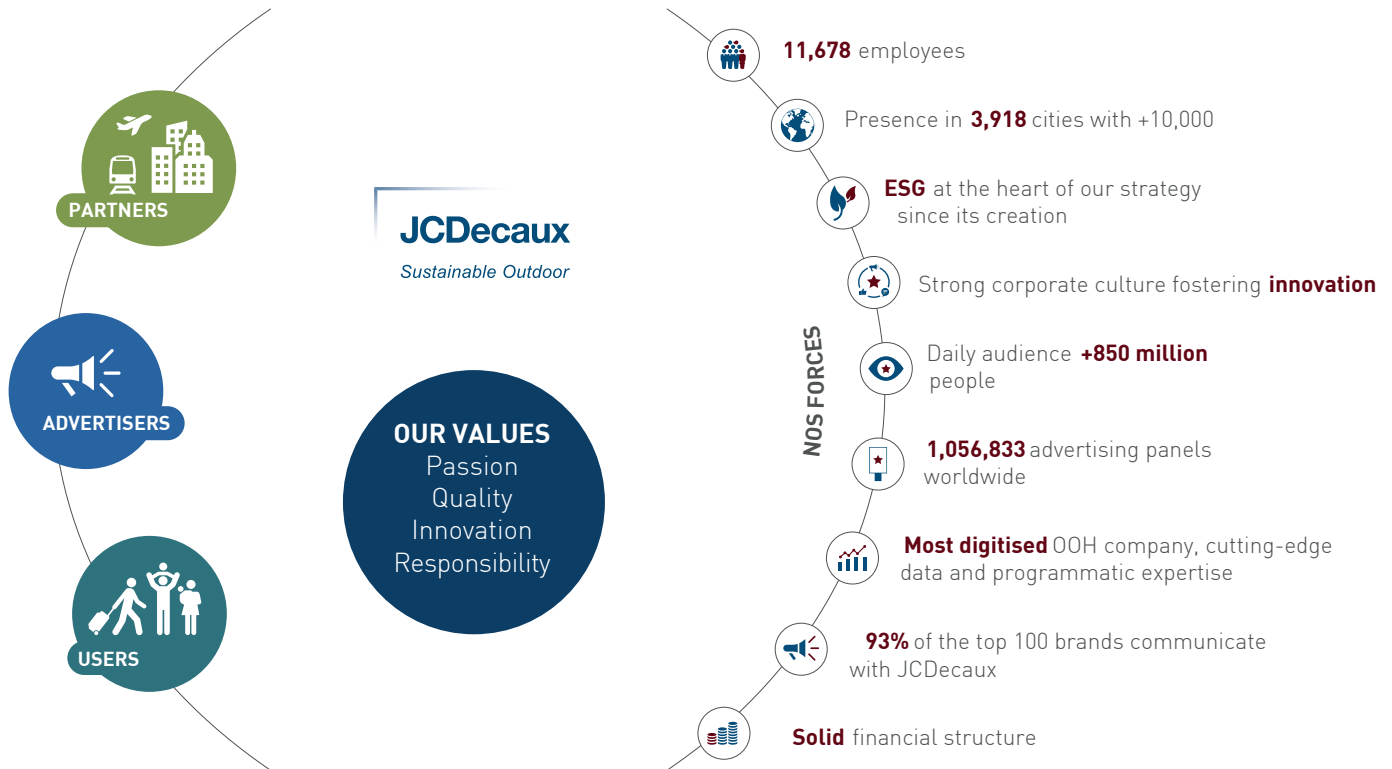 PARTNERS
ADVERTISERS
USERS
JCDecaux
Sustainable Outdoor
OUR VALUES
Passion
Quality
Innovation
Responsibility
NOS FORCES
11,678 employees
Presence in 3,918 cities with +10,000
ESG at the heart of our strategy
since its creation
Strong corporate culture fostering innovation
Daily audience +850 million
people
1,056,833 advertising panels
worldwide
Most digitised OOH company, cutting-edge
data and programmatic expertise
93% of the top 100 brands communicate
with JCDecaux
Solid financial structure